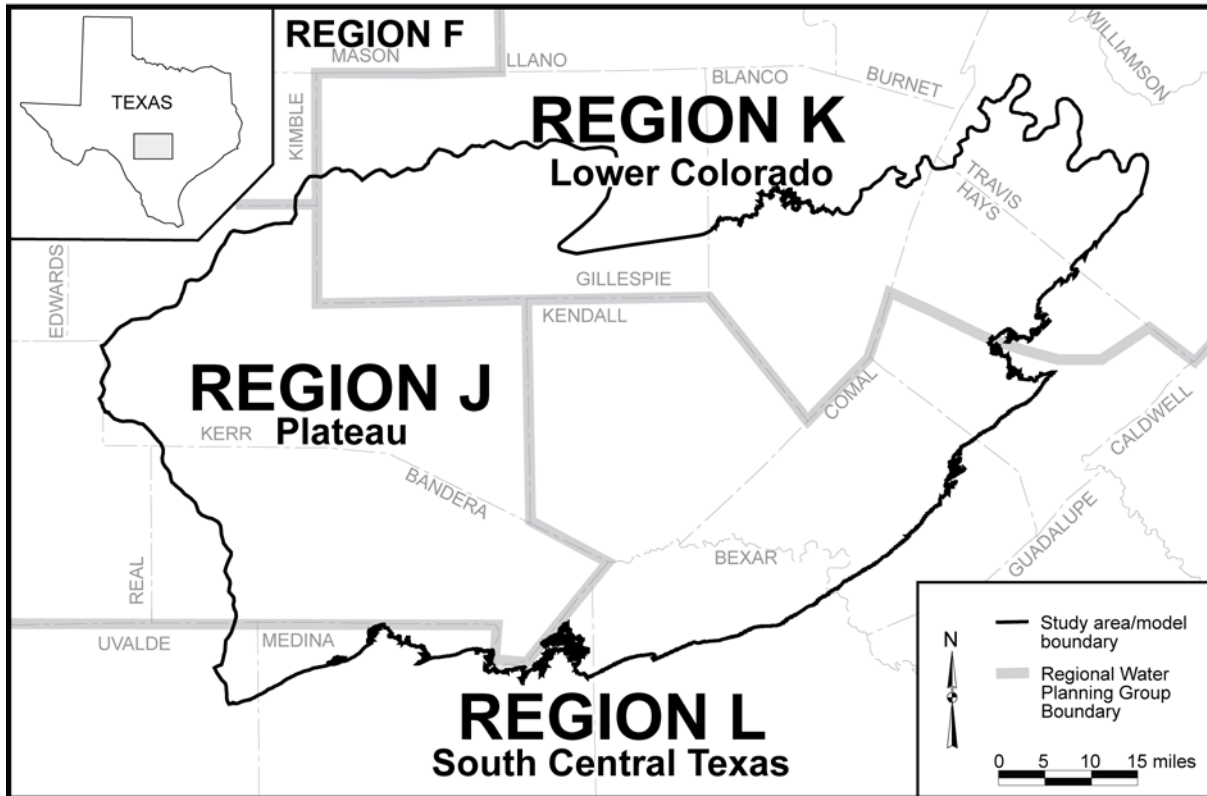 REGION F
MASON
LLANO
WILLIAMSON
BLANCO
BURNET
TEXAS
KIMBLE
REGION K
Lower Colorado
TRAVIS
HAYS
EDWARDS
GILLESPIE
KENDALL
REGION J
Plateau
COMAL
CALDWELL
KERR
BANDERA
GUADALUPE
BEXAR
REAL
UVALDE
MEDINA
REGION L
South Central Texas
N
Study area/model
boundary
Regional Water
Planning Group
Boundary
0 5 10 15 miles